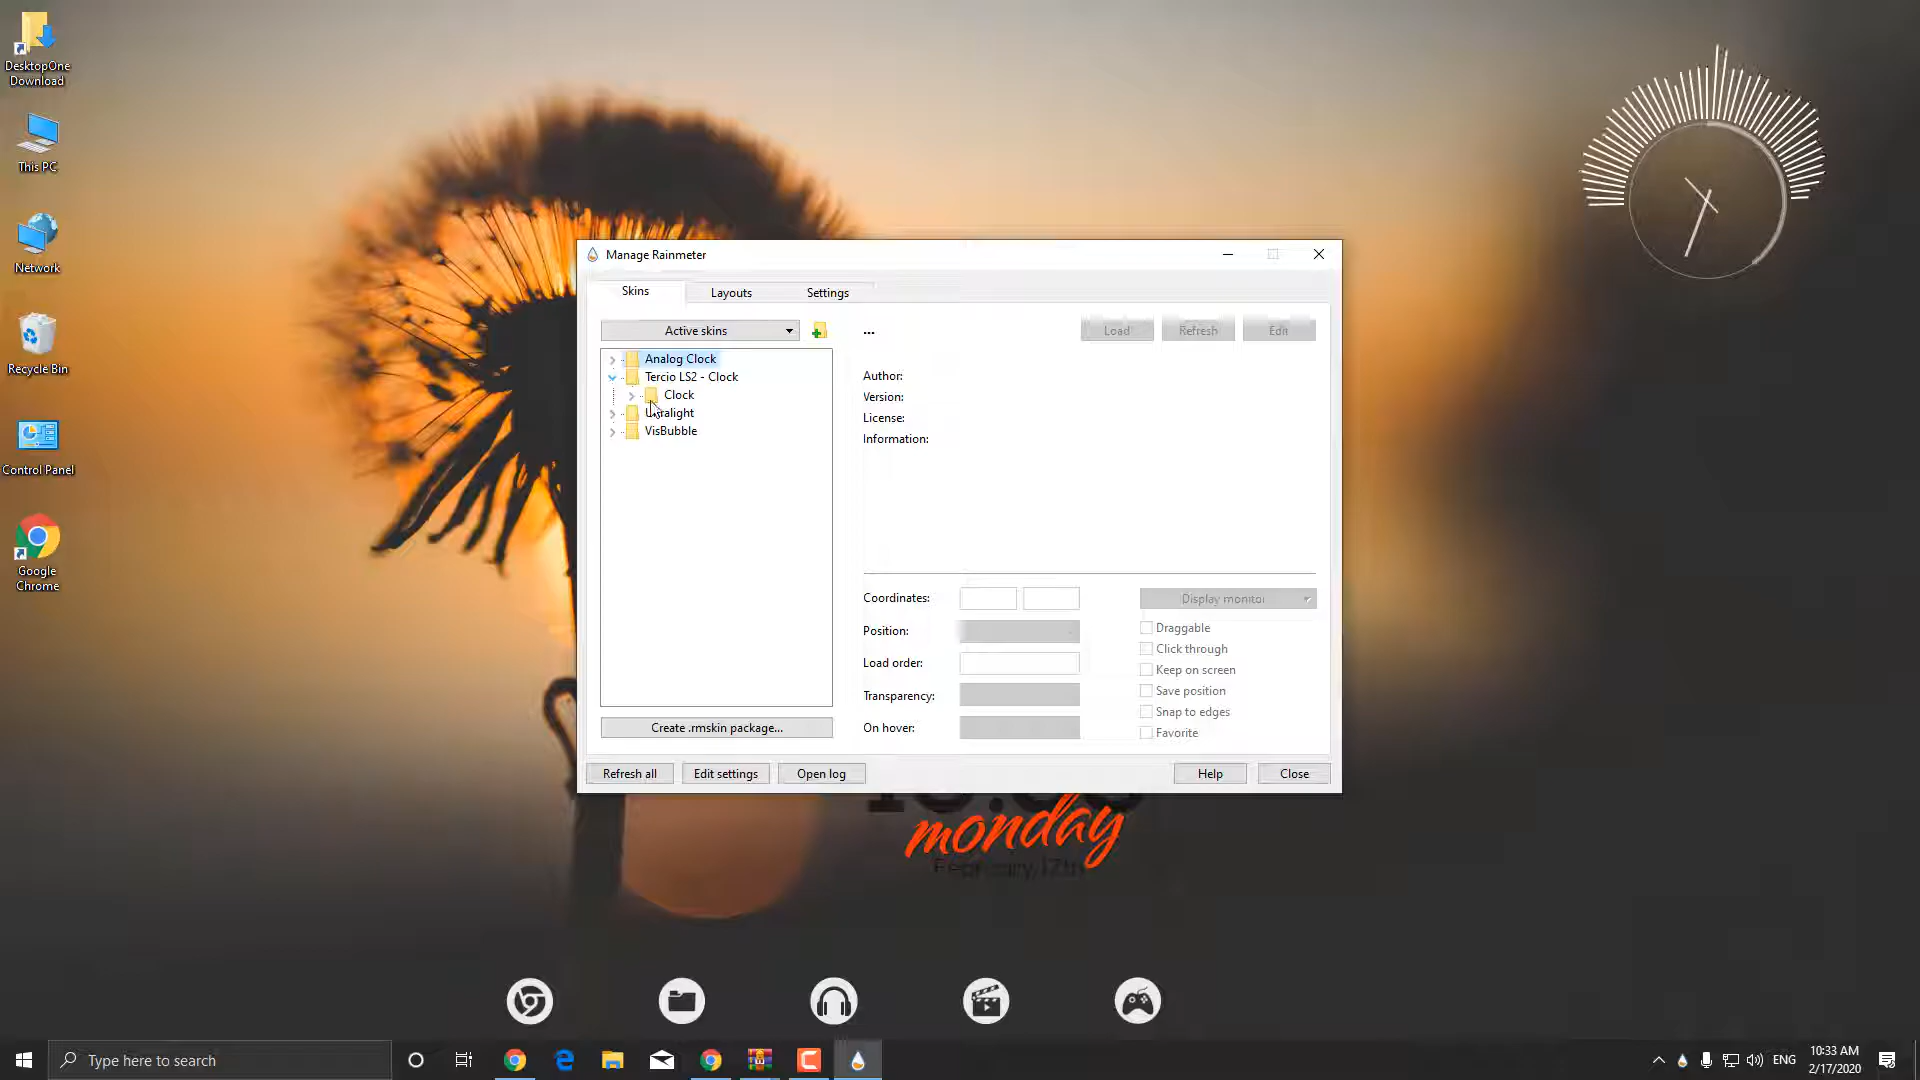 DesktopOne
Download
This PC
Network
Recycle Bin
Control Panel
Google
Chrome
Manage Rainmeter
Skins
Layouts
Settings
Active skins
...
Load
Refresh
Edit
Analog Clock
Tercio LS2 - Clock
Clock
VisBubble
Author:
Version:
License:
Information:
Coordinates:
Display monitor
Position:
Draggable
Click through
Load order:
Keep on screen
Transparency:
Save position
Snap to edges
On hover:
Favorite
Create .rmskin package...
Refresh all
Edit settings
Open log
Help
Close
monday
February,17th
Type here to search
ENG
10:33 AM
2/17/2020